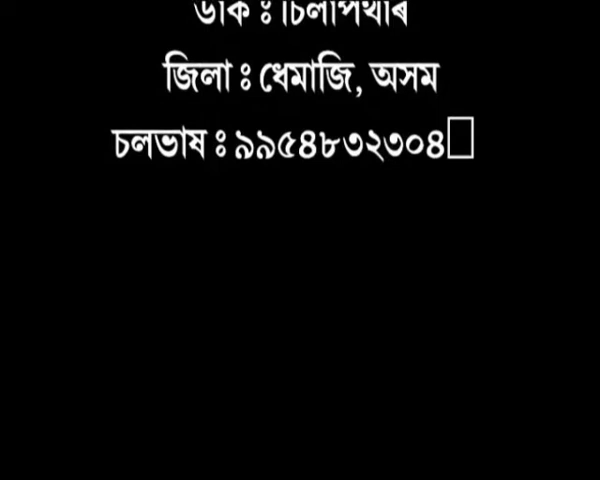 ডাক ঃ চিলাপথাৰ
জিলা ঃ ধেমাজি, অসম
চলভাষ ঃ ৯৯৫৪৮৩২৩০৪